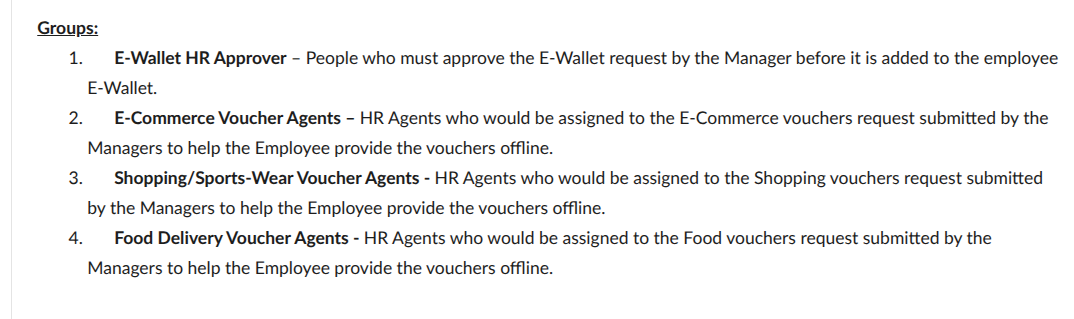 Groups:
1. E-Wallet HR Approver – People who must approve the E-Wallet request by the Manager before it is added to the employee
E-Wallet.
2. E-Commerce Voucher Agents – HR Agents who would be assigned to the E-Commerce vouchers request submitted by the
Managers to help the Employee provide the vouchers offline.
3. Shopping/Sports-Wear Voucher Agents - HR Agents who would be assigned to the Shopping vouchers request submitted
by the Managers to help the Employee provide the vouchers offline.
4. Food Delivery Voucher Agents - HR Agents who would be assigned to the Food vouchers request submitted by the
Managers to help the Employee provide the vouchers offline.